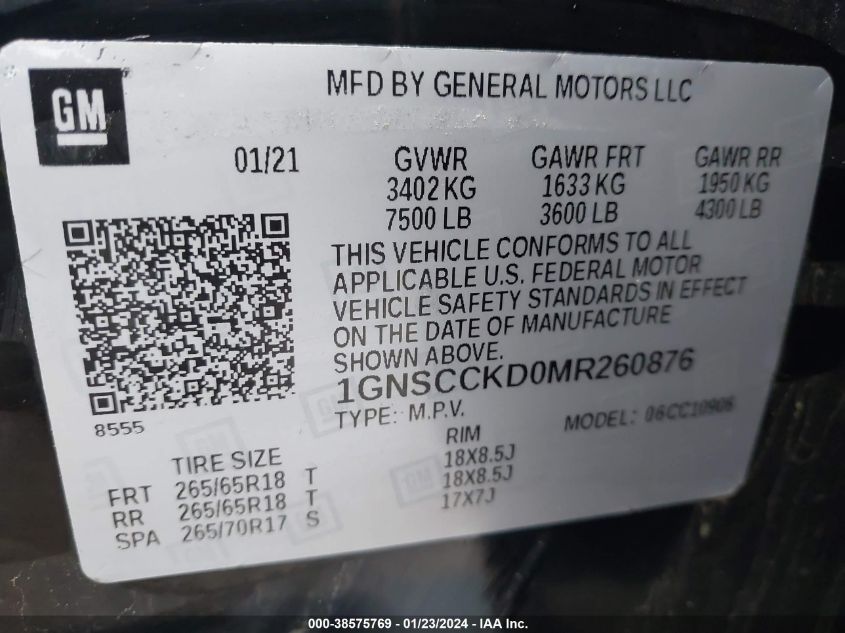 GM
MFD BY GENERAL MOTORS LLC
01/21 GVWR GAWR FRT GAWR RR
3402 KG 1633 KG 1950 KG
7500 LB 3600 LB 4300 LB
THIS VEHICLE CONFORMS TO ALL
APPLICABLE U.S. FEDERAL MOTOR
VEHICLE SAFETY STANDARDS IN EFFECT
ON THE DATE OF MANUFACTURE
SHOWN ABOVE.
1GNSCCKD0MR260876
8555
TYPE: M.P.V. MODEL: 06CC10906
TIRE SIZE RIM
FRT 265/65R18 T 18X8.5J
RR 265/65R18 T 18X8.5J
SPA 265/70R17 S 17X7J
000-38575769 - 01/23/2024 - IAA Inc.